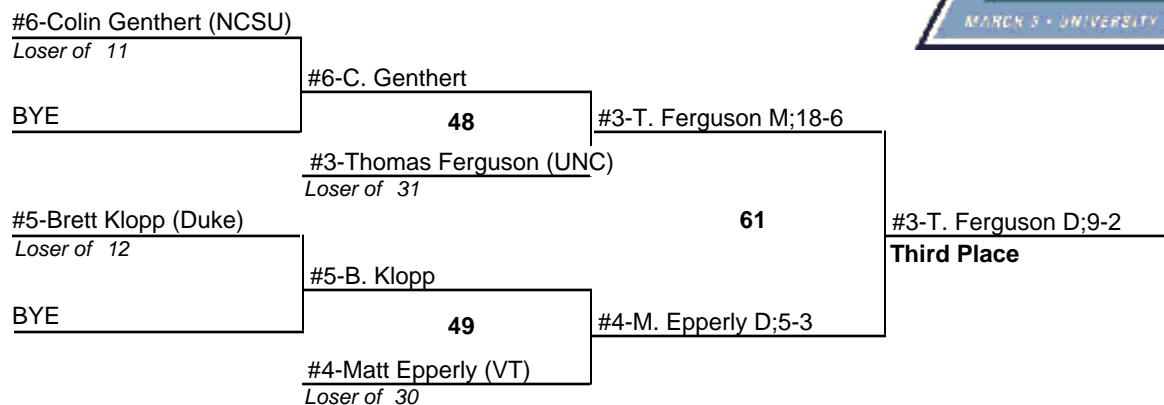 #6-Colin Genthert (NCSU)
Loser of 11
MARCH 5 • UNIVERSITY
#6-C. Genthert
BYE
48
#3-T. Ferguson M;18-6
#3-Thomas Ferguson (UNC)
Loser of 31
#5-Brett Klopp (Duke)
61
#3-T. Ferguson D;9-2
Loser of 12
Third Place
#5-B. Klopp
BYE
49
#4-M. Epperly D;5-3
#4-Matt Epperly (VT)
Loser of 30